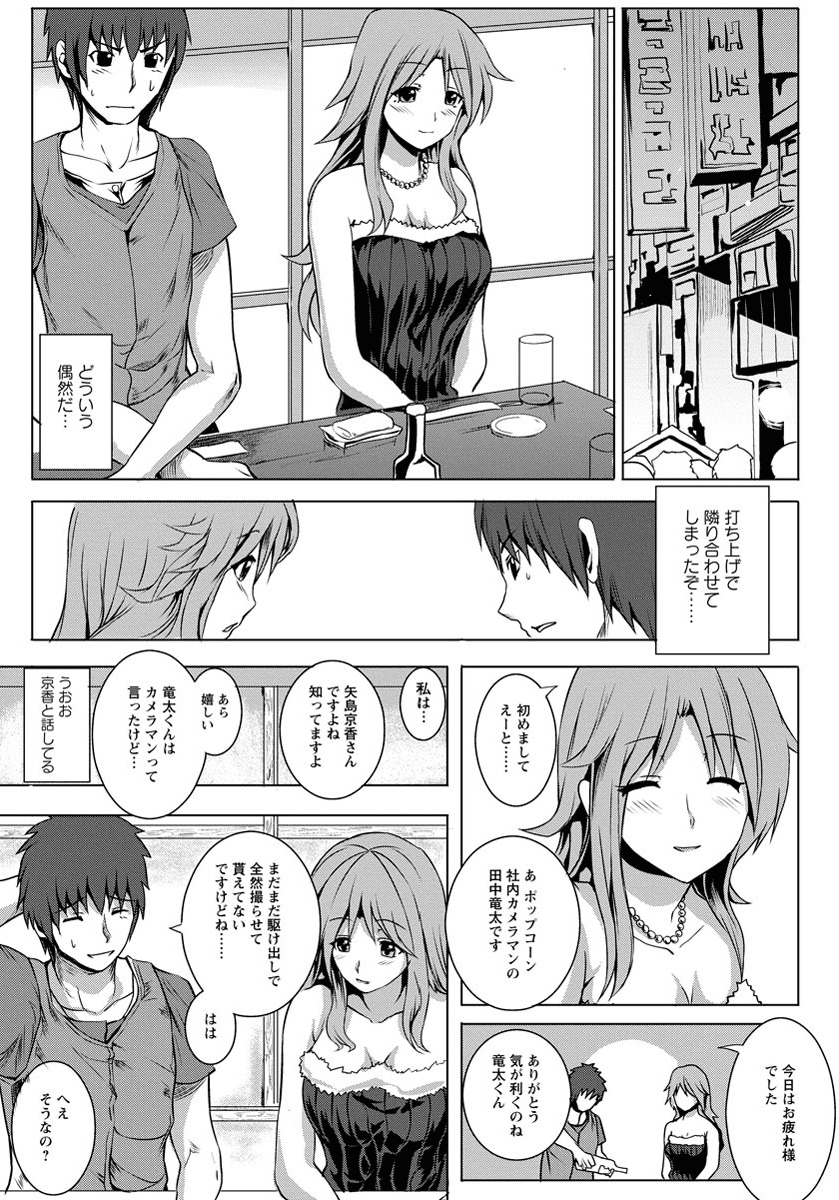 どういう
偶然だ…
打ち上げで
隣り合わせて
しまったぞ……
初めまして
えーと……
あ ポップコーン
社内カメラマンの
田中竜太です
私は…
矢島京香さん
ですよね
知ってますよ
あら
嬉しい
竜太くんは
カメラマンって
言ったけど…
うおお
京香と話してる
今日はお疲れ様
でした
ありがとう
気が利くのね
竜太くん
まだまだ駆け出しで
全然撮らせて
貰えてない
ですけどね……
はは
へえ
そうなの？